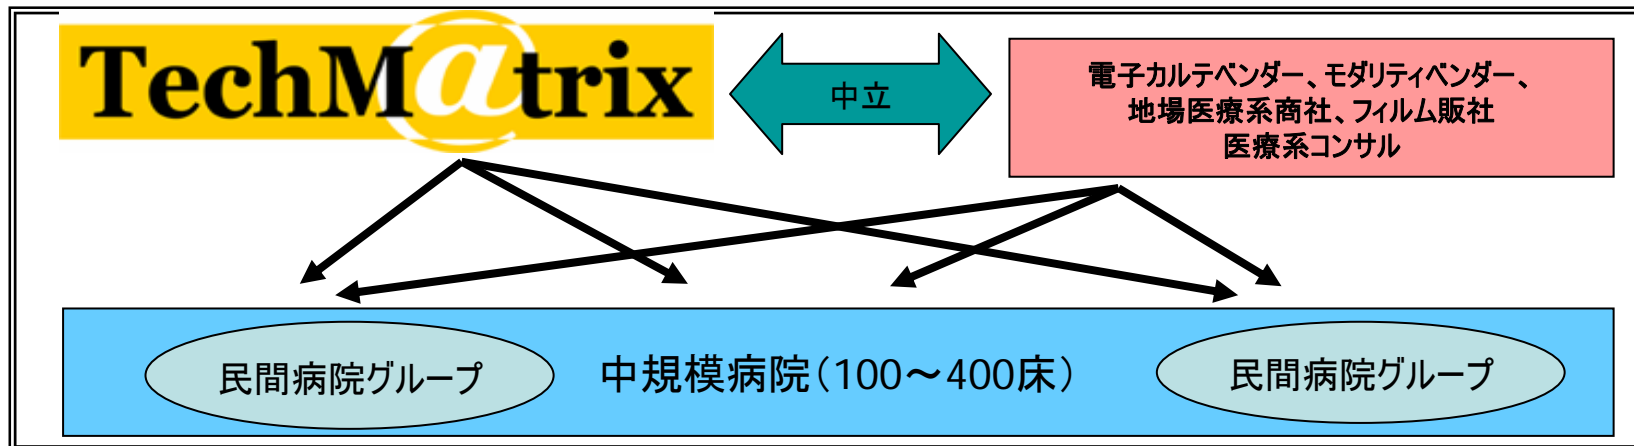 TechM@trix
中立
電子カルテベンダー、モダリティベンダー、
地場医療系商社、フィルム販社
医療系コンサル
民間病院グループ
中規模病院（100～400床）
民間病院グループ